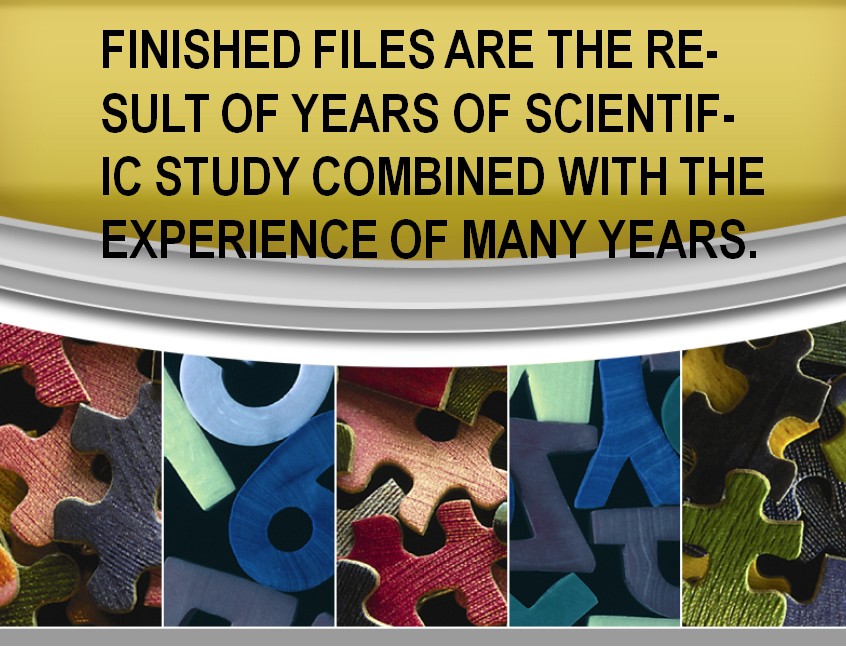 FINISHED FILES ARE THE RE-
SULT OF YEARS OF SCIENTIF-
IC STUDY COMBINED WITH THE
EXPERIENCE OF MANY YEARS.